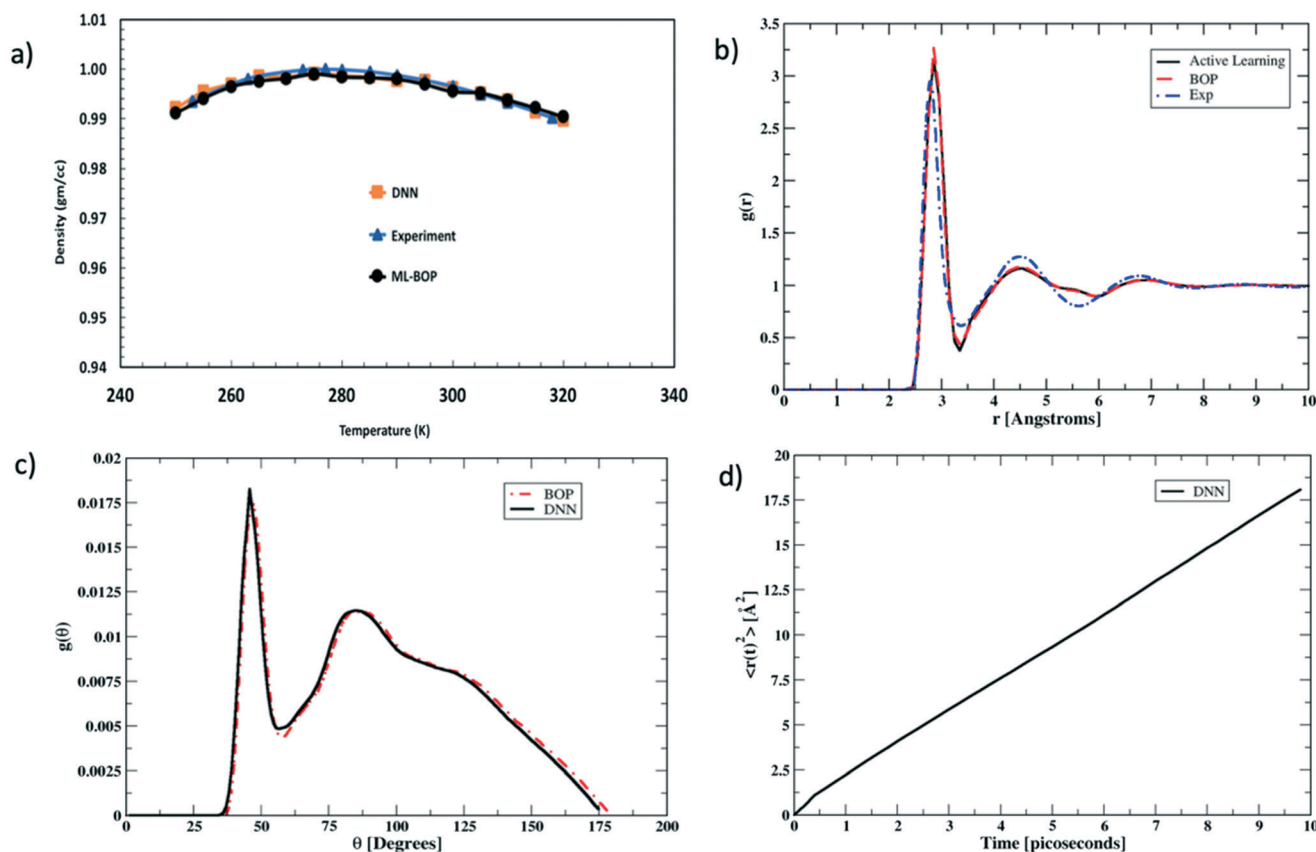 a)
1.01
1.00
0.99
0.98
0.97
0.96
0.95
0.94
Density (gm/cc)
DNN
Experiment
ML-BOP
240 260 280 300 320 340
Temperature (K)
b)
3.5
3
2.5
2
1.5
1
0.5
0
g(r)
Active Learning
BOP
Exp
0 1 2 3 4 5 6 7 8 9 10
r [Angstroms]
c)
0.02
0.0175
0.015
0.0125
0.01
0.0075
0.005
0.0025
0
g(θ)
BOP
DNN
0 25 50 75 100 125 150 175 200
θ [Degrees]
d)
20
17.5
15
12.5
10
7.5
5
2.5
0
<r(t)²> [Å²]
DNN
0 1 2 3 4 5 6 7 8 9 10
Time [picoseconds]